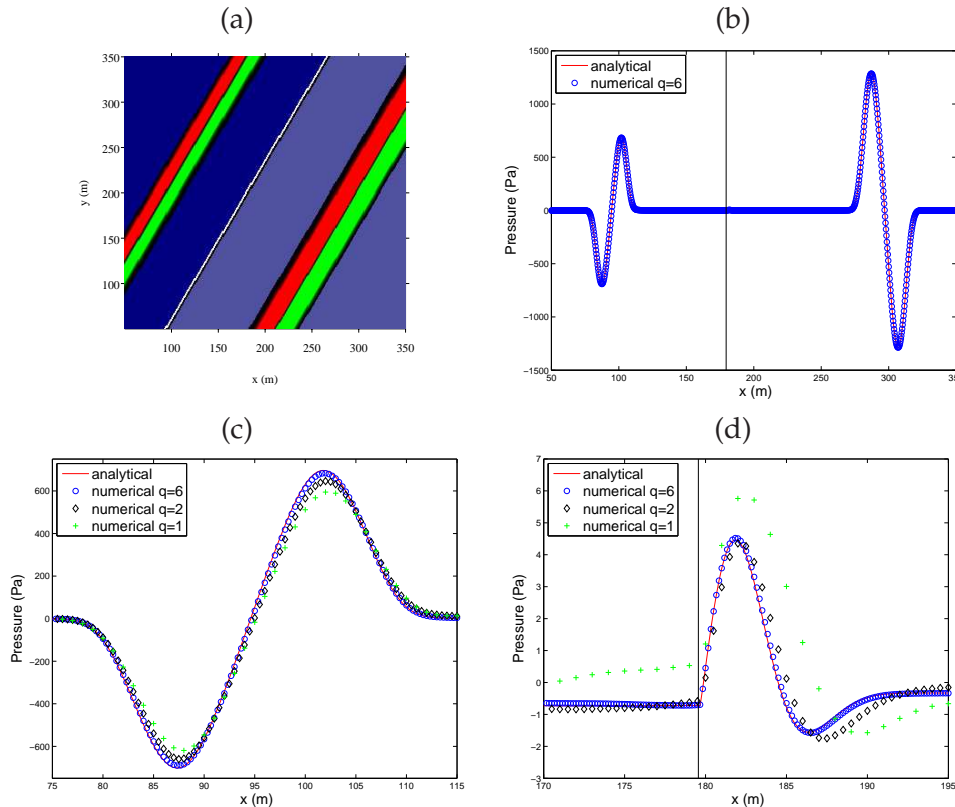 (a)
350
300
250
200
150
100
y (m)
100 150 200 250 300 350
x (m)
(b)
1500
1000
500
0
−500
−1000
−1500
Pressure (Pa)
analytical
numerical q=6
50 100 150 200 250 300 35
x (m)
(c)
600
400
200
0
−200
−400
−600
Pressure (Pa)
analytical
numerical q=6
numerical q=2
numerical q=1
75 80 85 90 95 100 105 110 115
x (m)
(d)
7
6
5
4
3
2
1
0
−1
−2
−3
Pressure (Pa)
analytical
numerical q=6
numerical q=2
numerical q=1
170 175 180 185 190 195
x (m)